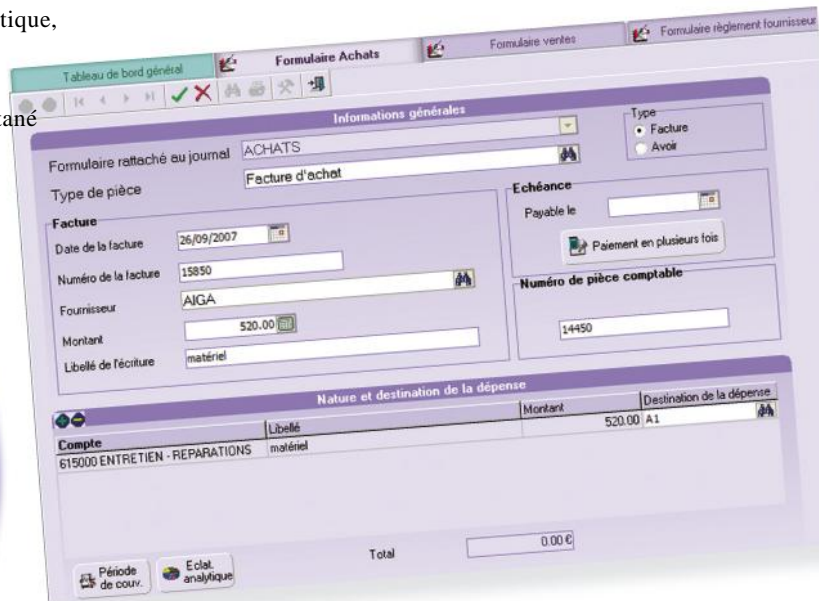 tique,
tané
Tableau de bord général
Formulaire Achats
Formulaire ventes
Formulaire règlement fournisseur
Informations générales
Formulaire rattaché au journal ACHATS
Type de pièce Facture d'achat
Type
Facture
Avoir
Facture
Date de la facture 26/09/2007
Numéro de la facture 15850
Fournisseur AIGA
Montant 520.00
Libellé de l'écriture matériel
Echéance
Payable le
Paiement en plusieurs fois
Numéro de pièce comptable
14450
Nature et destination de la dépense
Compte Libellé Montant Destination de la dépense
615000 ENTRETIEN - REPARATIONS matériel 520.00 A1
Période de couv.
Eclat. analytique
Total 0.00 €